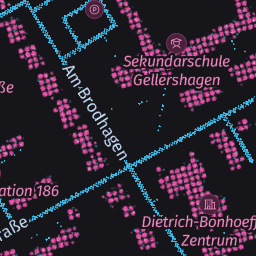 P
Sekundarschule
Gellershagen
Am Brodhagen
Dietrich-Bonhoeff
Zentrum
ation 186
raße
ße